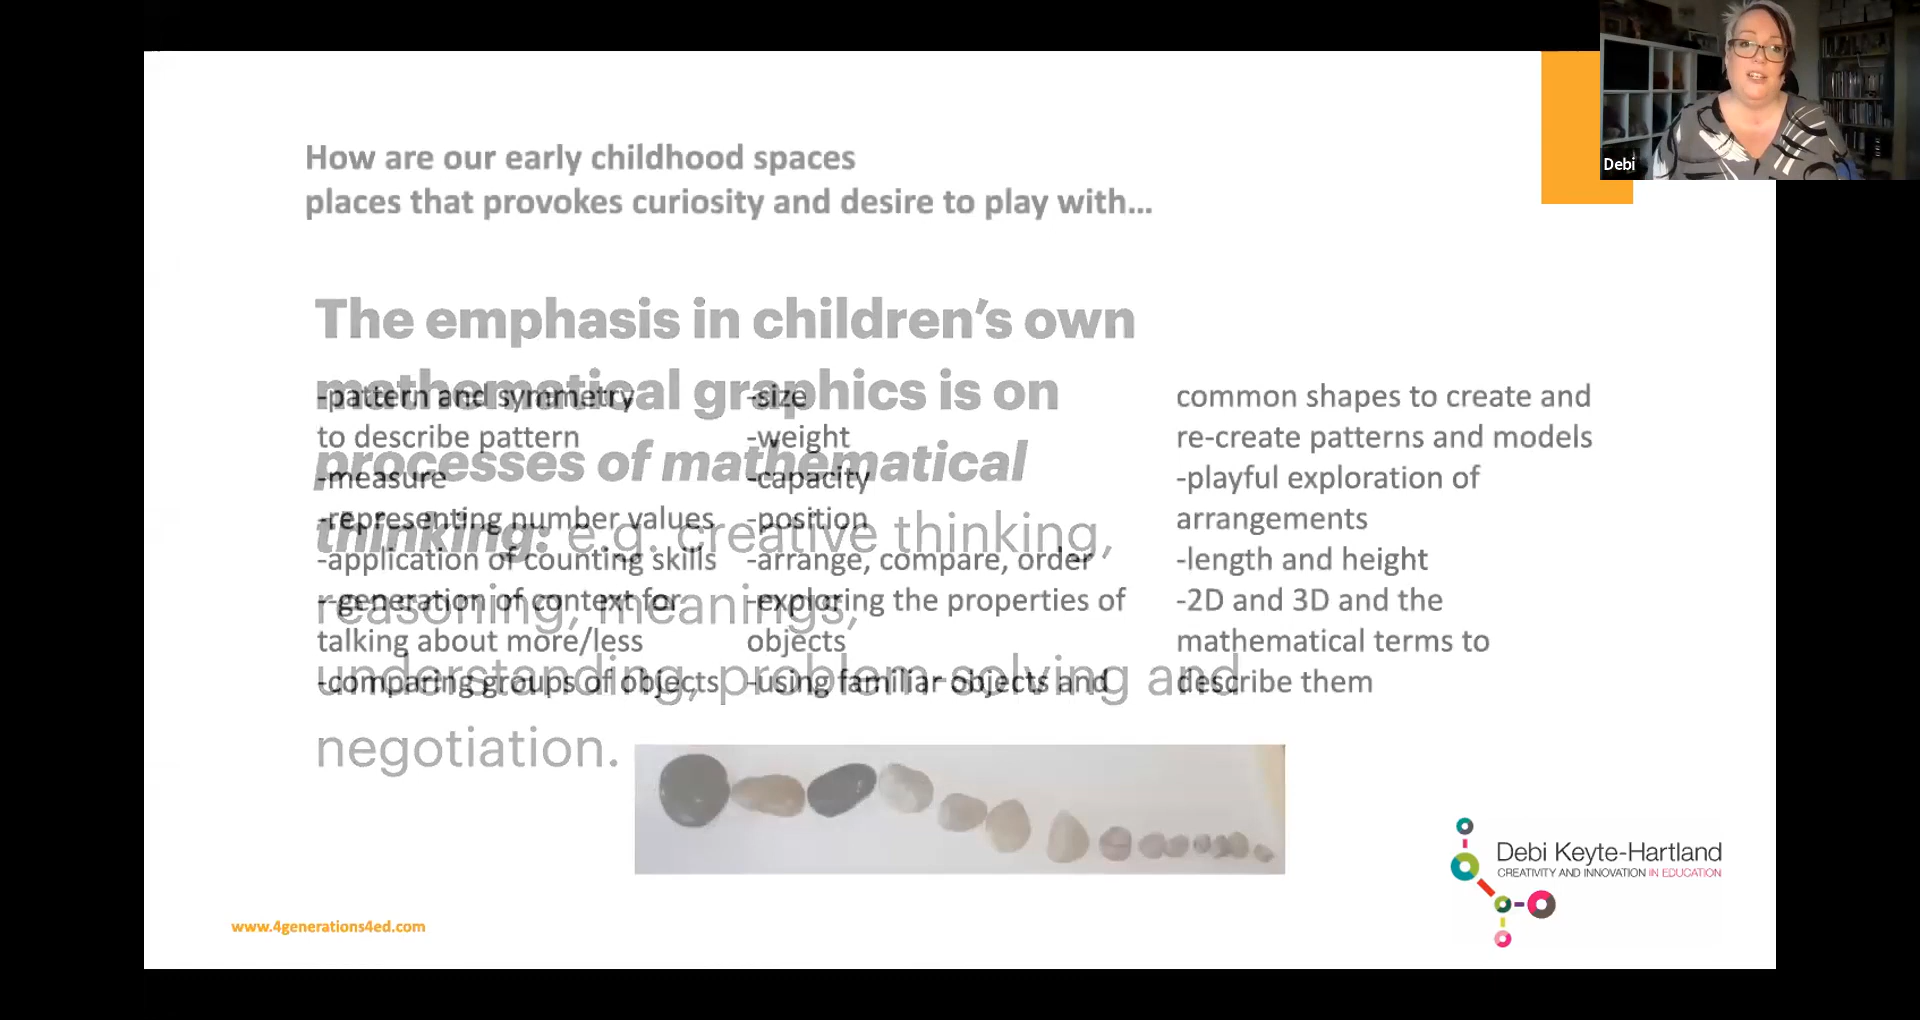 Debi
How are our early childhood spaces
places that provokes curiosity and desire to play with...
The emphasis in children's own
mathematical graphics is on
processes of mathematical
thinking: e.g. creative thinking,
reasoning, meanings,
understanding, problem-solving and
negotiation.
-pattern and symmetry
to describe pattern
-measure
-representing number values
-application of counting skills
-generation of context for
talking about more/less
-comparing groups of objects
-size
-weight
-capacity
-position
-arrange, compare, order
-exploring the properties of
objects
-using familiar objects and
common shapes to create and
re-create patterns and models
-playful exploration of
arrangements
-length and height
-2D and 3D and the
mathematical terms to
describe them
Debi Keyte-Hartland
CREATIVITY AND INNOVATION IN EDUCATION
www.4generations4ed.com